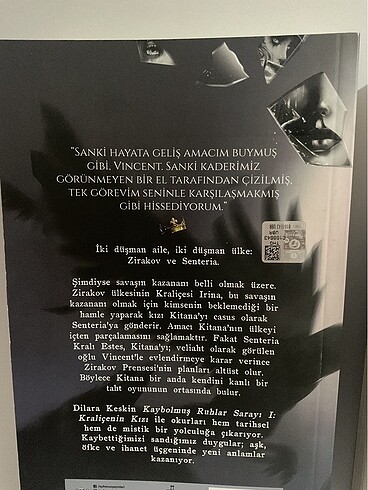 "SANKİ HAYATA GELİŞ AMACIM BUYMUŞ
GİBİ, VINCENT. SANKİ KADERİMİZ
GÖRÜNMEYEN BİR EL TARAFINDAN ÇİZİLMİŞ,
TEK GÖREVİM SENİNLE KARŞILAŞMAKMIŞ
GİBİ HİSSEDİYORUM."
İki düşman aile, iki düşman ülke:
Zirakov ve Senteria.
Şimdiyse savaşın kazananı belli olmak üzere.
Zirakov ülkesinin Kraliçesi Irina, bu savaşın
kazananı olmak için kimsenin beklemediği bir
hamle yaparak kızı Kitana'yı casus olarak
Senteria'ya gönderir. Amacı Kitana'nın ülkeyi
içten parçalamasını sağlamaktır. Fakat Senteria
Kralı Estes, Kitana'yı; veliaht olarak görülen
oğlu Vincent'le evlendirmeye karar verince
Zirakov Prensesi'nin planları altüst olur.
Böylece Kitana bir anda kendini kanlı bir
taht oyununun ortasında bulur.
Dilara Keskin Kaybolmuş Ruhlar Sarayı I:
Kraliçenin Kızı ile okurları hem tarihsel
hem de mistik bir yolculuğa çıkarıyor.
Kaybettiğimizi sandığımız duygular; aşk,
öfke ve ihanet üçgeninde yeni anlamlar
kazanıyor.